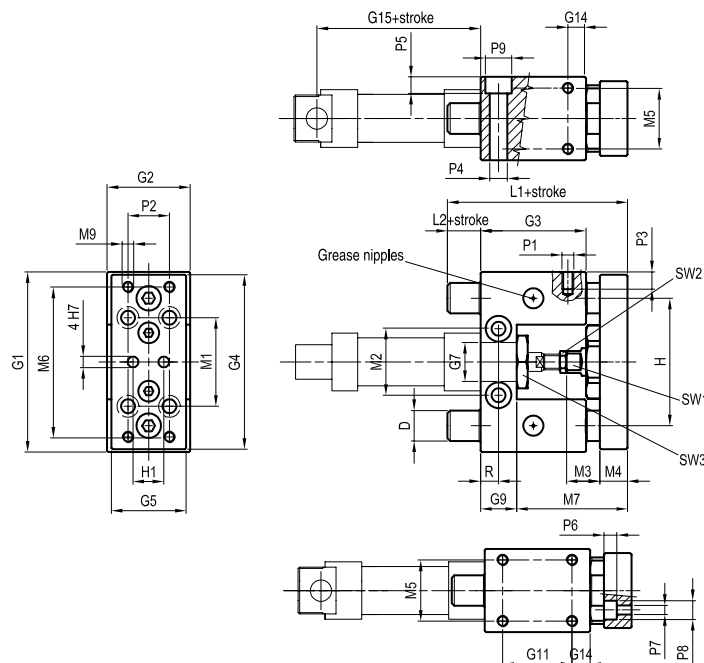 G15+stroke
G14
P5
P9
M5
P4
L1+stroke
G2
L2+stroke
G3
P2
P1
P3
M9
Grease nipples
SW2
G1
M6
4 H7
M1
G4
M2
G7
H
SW1
D
SW3
H1
R
M3
M4
G5
G9
M7
P6
M5
P7
P8
G11
G14